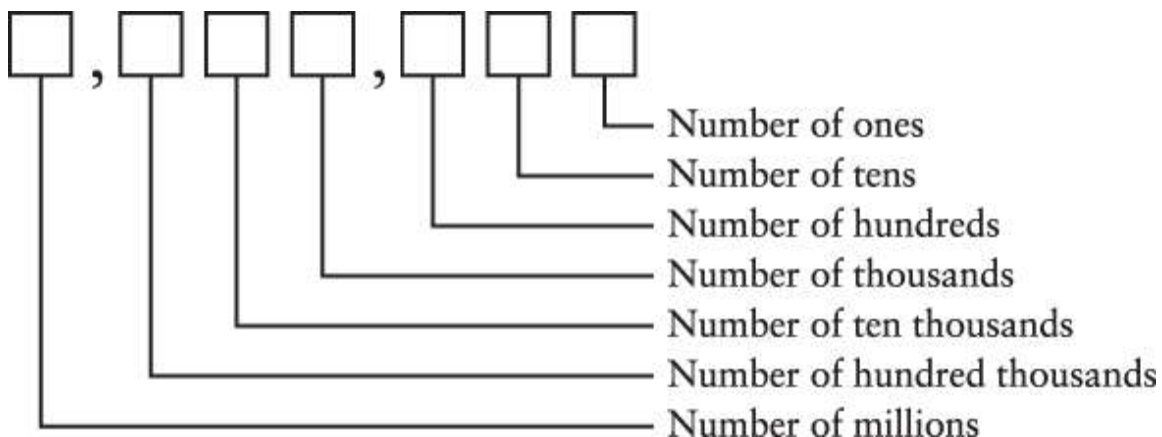 , ,
Number of ones
Number of tens
Number of hundreds
Number of thousands
Number of ten thousands
Number of hundred thousands
Number of millions